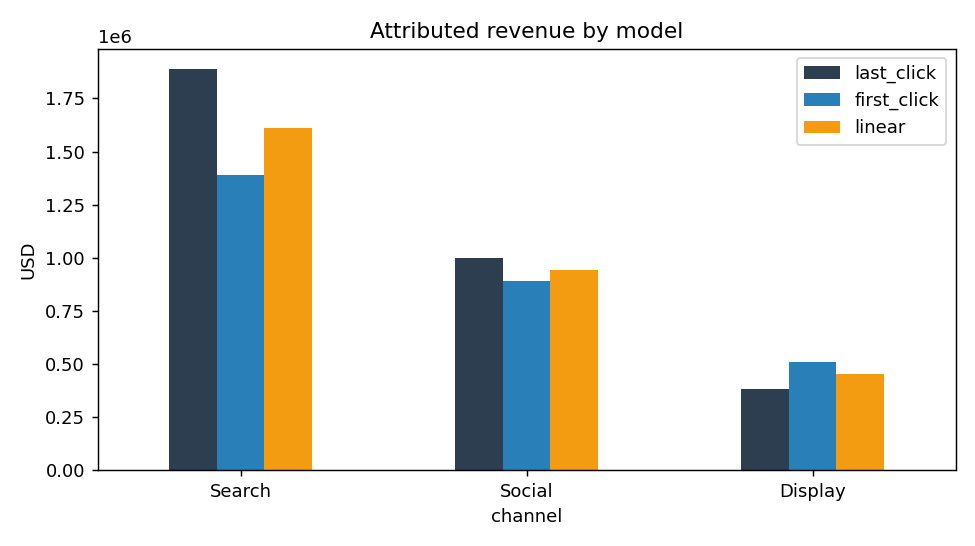 Attributed revenue by model
1e6
last_click
first_click
linear
1.75
1.50
1.25
1.00
0.75
0.50
0.25
0.00
USD
Search Social Display
channel